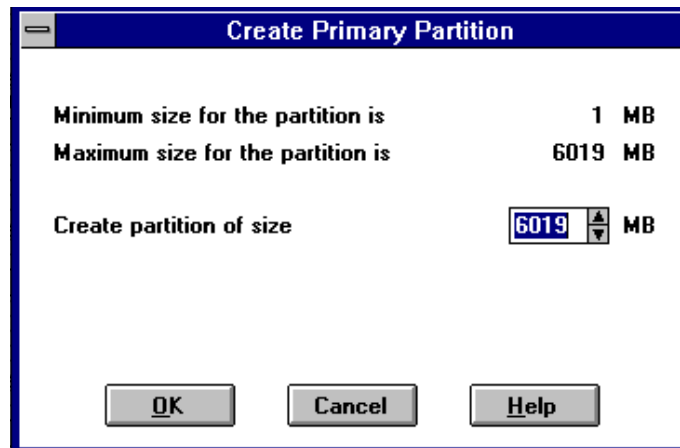 Create Primary Partition
Minimum size for the partition is 1 MB
Maximum size for the partition is 6019 MB
Create partition of size 6019 MB
OK Cancel Help